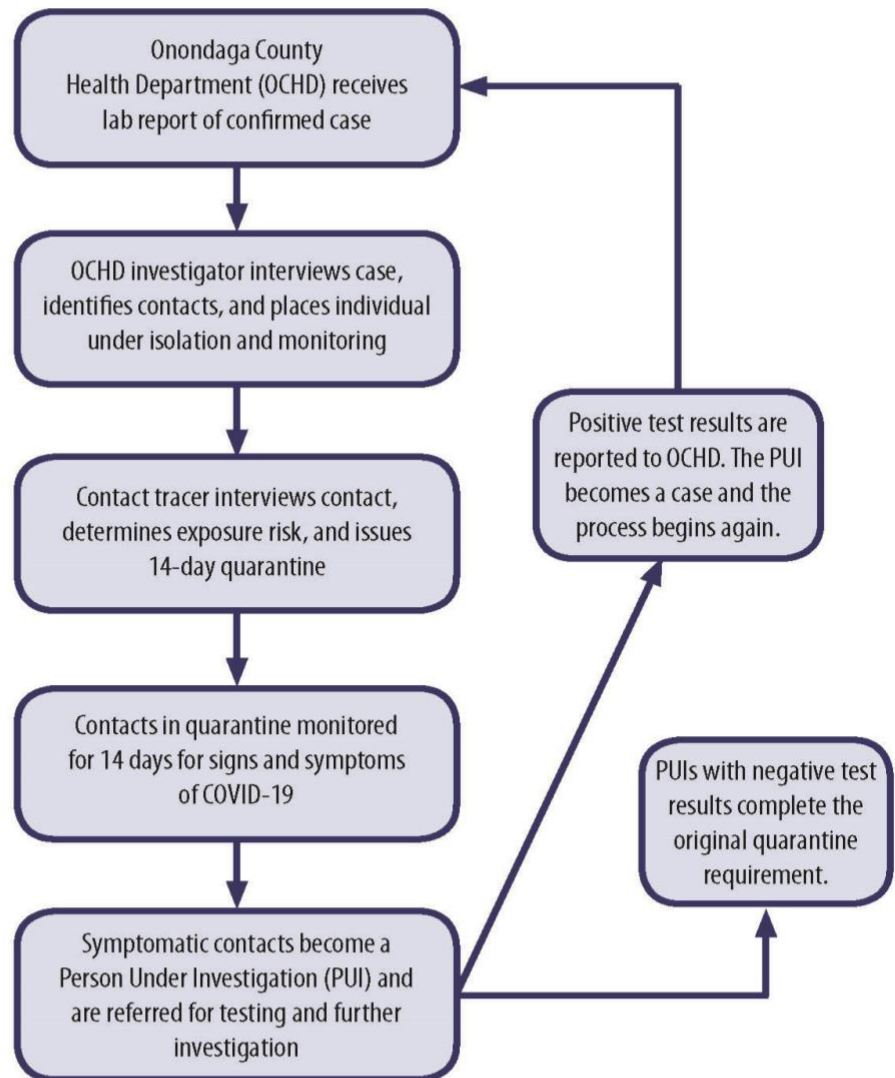 Onondaga County
Health Department (OCHD) receives
lab report of confirmed case
OCHD investigator interviews case,
identifies contacts, and places individual
under isolation and monitoring
Contact tracer interviews contact,
determines exposure risk, and issues
14-day quarantine
Contacts in quarantine monitored
for 14 days for signs and symptoms
of COVID-19
Symptomatic contacts become a
Person Under Investigation (PUI) and
are referred for testing and further
investigation
Positive test results are
reported to OCHD. The PUI
becomes a case and the
process begins again.
PUIs with negative test
results complete the
original quarantine
requirement.